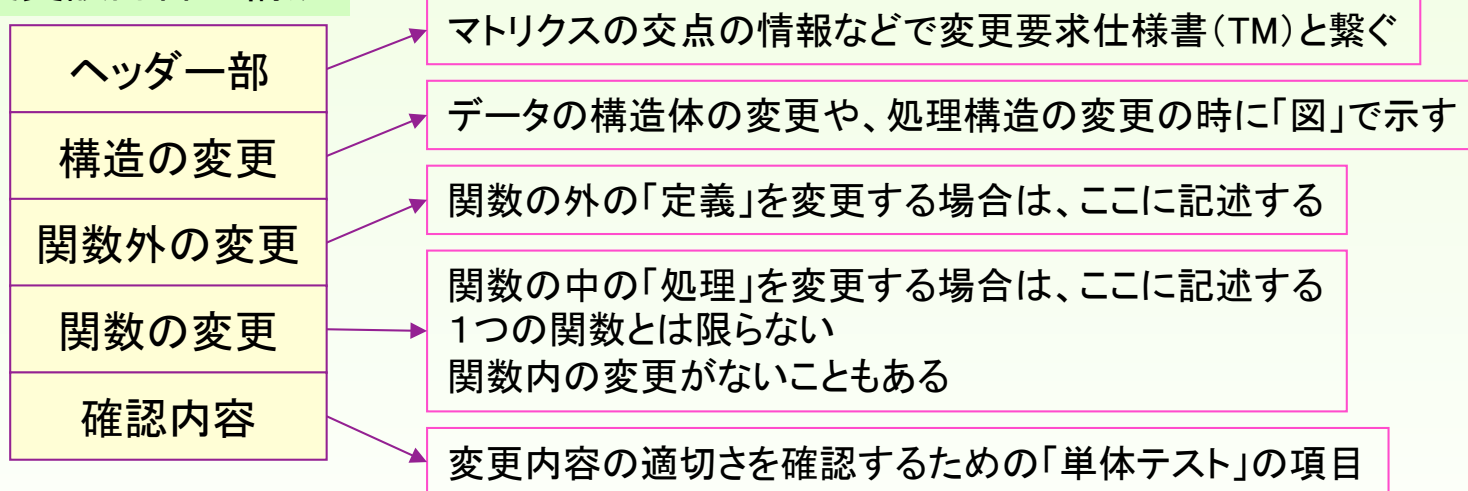 ヘッダー部
マトリクスの交点の情報などで変更要求仕様書（TM）と繋ぐ
構造の変更
データの構造体の変更や、処理構造の変更の時に「図」で示す
関数外の変更
関数の外の「定義」を変更する場合は、ここに記述する
関数の変更
関数の中の「処理」を変更する場合は、ここに記述する
１つの関数とは限らない
関数内の変更がないこともある
確認内容
変更内容の適切さを確認するための「単体テスト」の項目